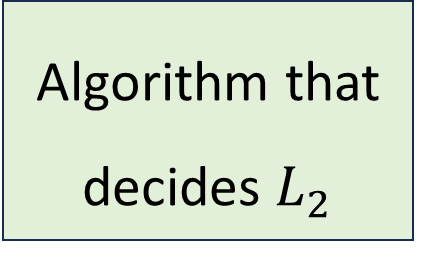 Algorithm that
decides L₂